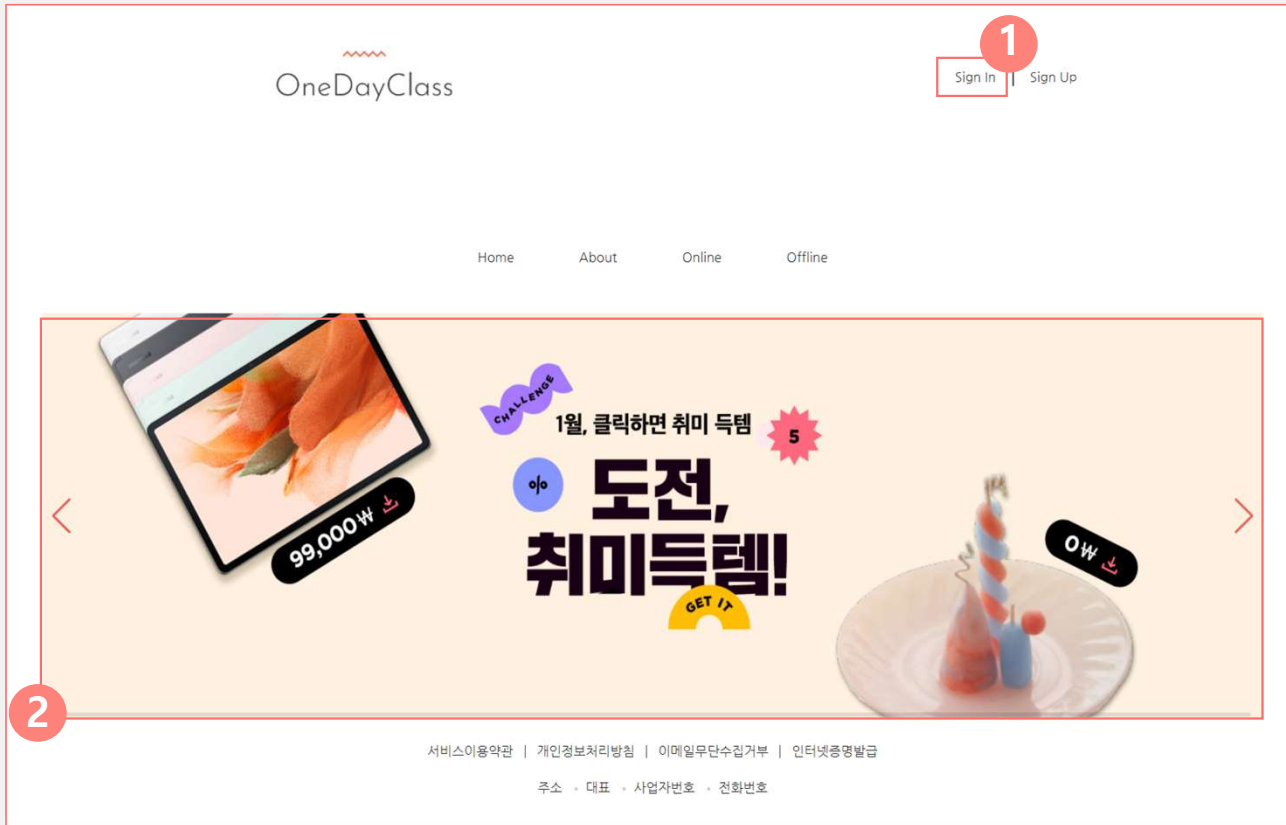 1
OneDayClass
Sign In | Sign Up
Home About Online Offline
CHALLENGE
1월, 클릭하면 취미 득템
5
%
도전,
취미득템!
GET IT
99,000₩
0₩
2
서비스이용약관 | 개인정보처리방침 | 이메일무단수집거부 | 인터넷증명발급
주소 • 대표 • 사업자번호 • 전화번호